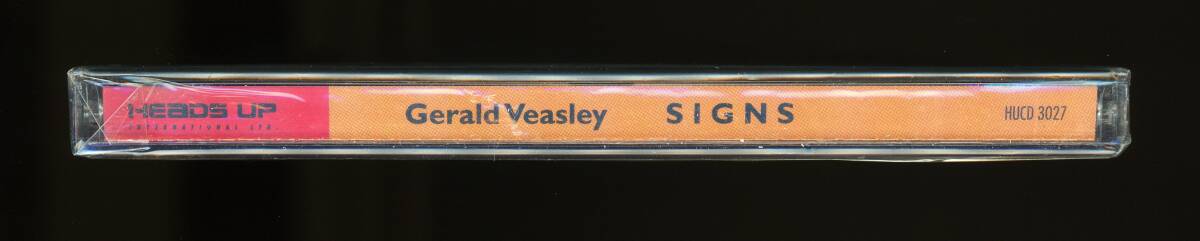 HEADS UP
INTERNATIONAL LTD.
Gerald Veasley SIGNS HUCD 3027